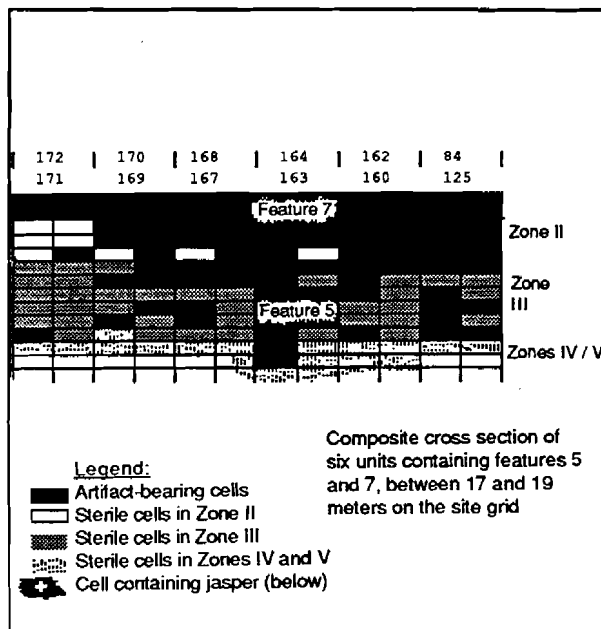 172 170 168 164 162 84
171 169 167 163 160 125
Feature 7
Zone II
Zone
III
Feature 5
Zones IV / V
Composite cross section of
six units containing features 5
and 7, between 17 and 19
meters on the site grid
Legend:
Artifact-bearing cells
Sterile cells in Zone II
Sterile cells in Zone III
Sterile cells in Zones IV and V
Cell containing jasper (below)